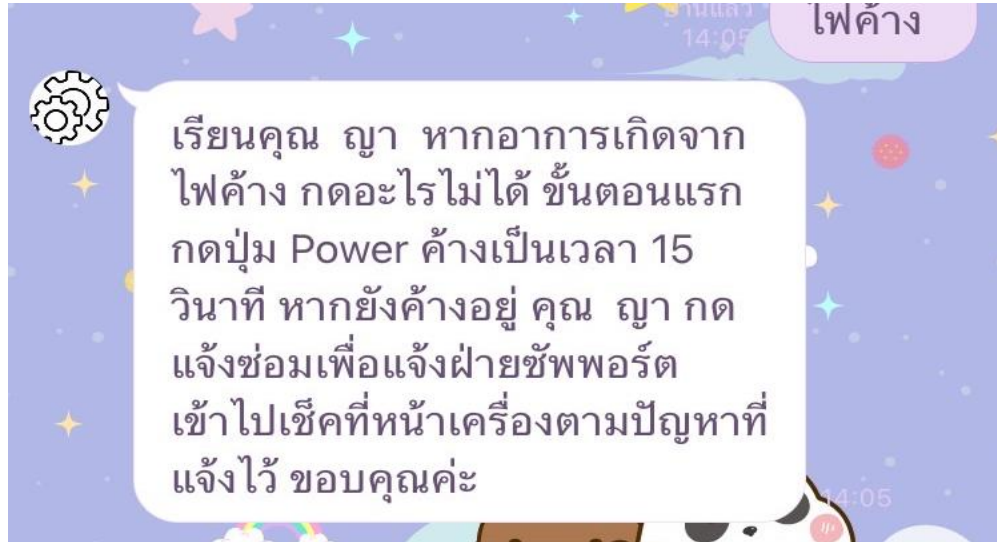 ไฟค้าง
อ่านแล้ว
14:05
เรียนคุณ ญา หากอาการเกิดจาก
ไฟค้าง กดอะไรไม่ได้ ขั้นตอนแรก
กดปุ่ม Power ค้างเป็นเวลา 15
วินาที หากยังค้างอยู่ คุณ ญา กด
แจ้งซ่อมเพื่อแจ้งฝ่ายซัพพอร์ต
เข้าไปเช็คที่หน้าเครื่องตามปัญหาที่
แจ้งไว้ ขอบคุณค่ะ
14:05